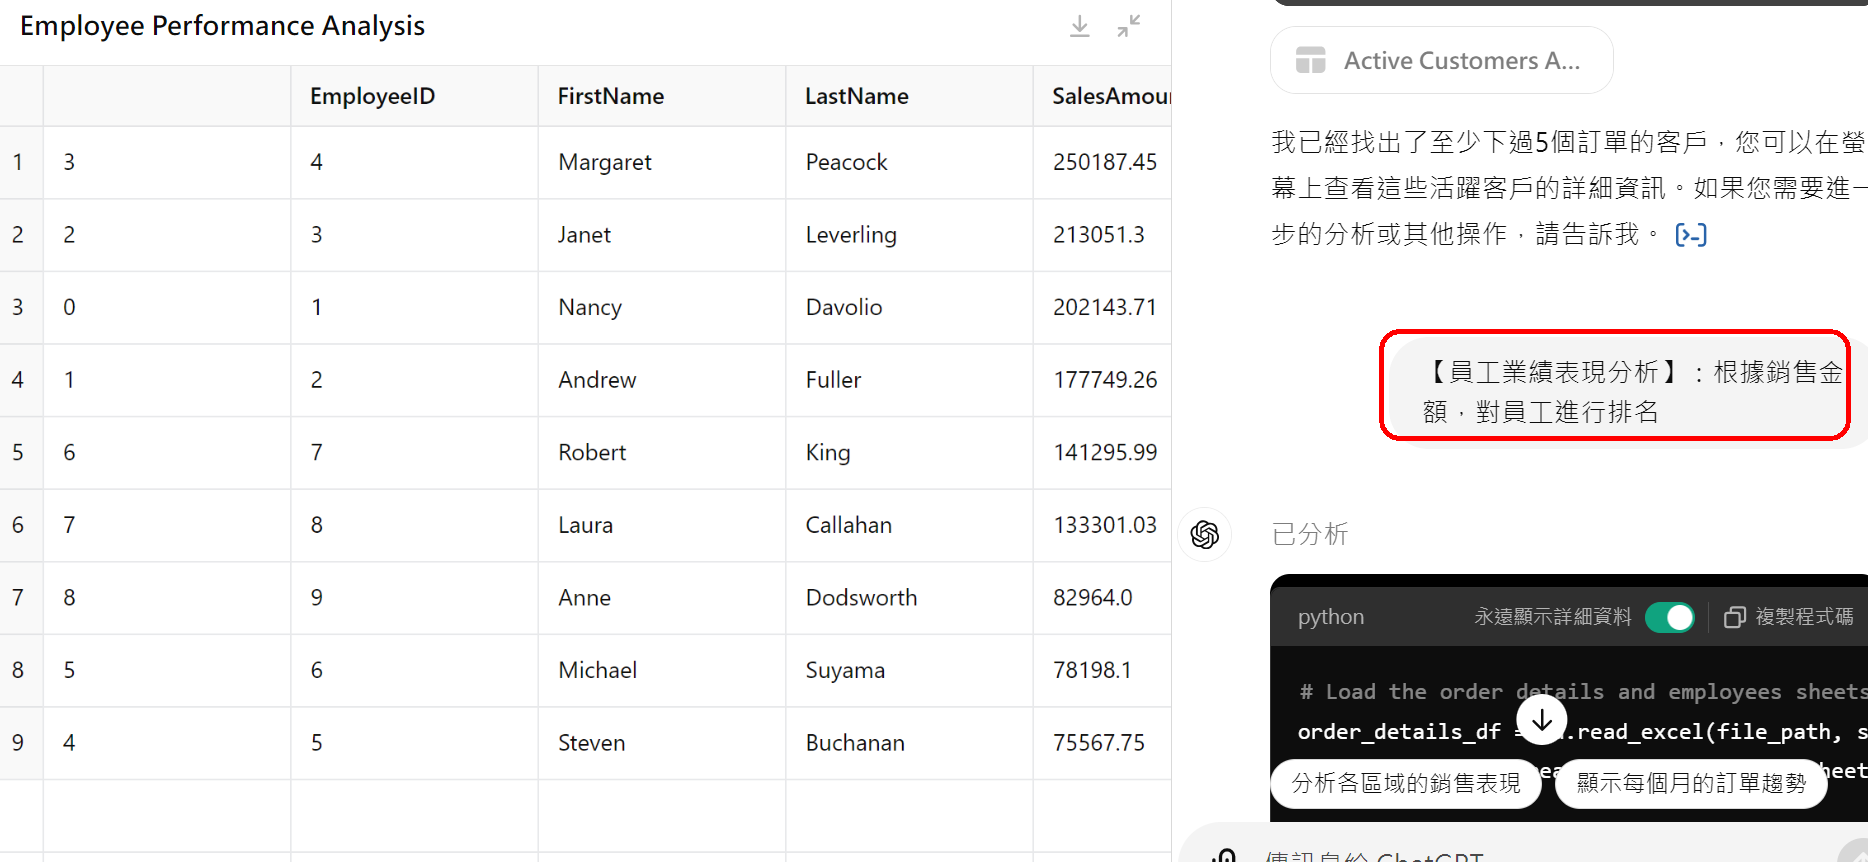 Employee Performance Analysis
EmployeeID FirstName LastName SalesAmou
1 3 4 Margaret Peacock 250187.45
2 2 3 Janet Leverling 213051.3
3 0 1 Nancy Davolio 202143.71
4 1 2 Andrew Fuller 177749.26
5 6 7 Robert King 141295.99
6 7 8 Laura Callahan 133301.03
7 8 9 Anne Dodsworth 82964.0
8 5 6 Michael Suyama 78198.1
9 4 5 Steven Buchanan 75567.75
Active Customers A...
我已經找出了至少下過5個訂單的客戶，您可以在螢
幕上查看這些活躍客戶的詳細資訊。如果您需要進一
步的分析或其他操作，請告訴我。 [>-]
【員工業績表現分析】：根據銷售金
額，對員工進行排名
已分析
python 永遠顯示詳細資料 複製程式碼
# Load the order details and employees sheets
order_details_df = .read_excel(file_path, s
分析各區域的銷售表現 顯示每個月的訂單趨勢
傳訊息給 ChatGPT